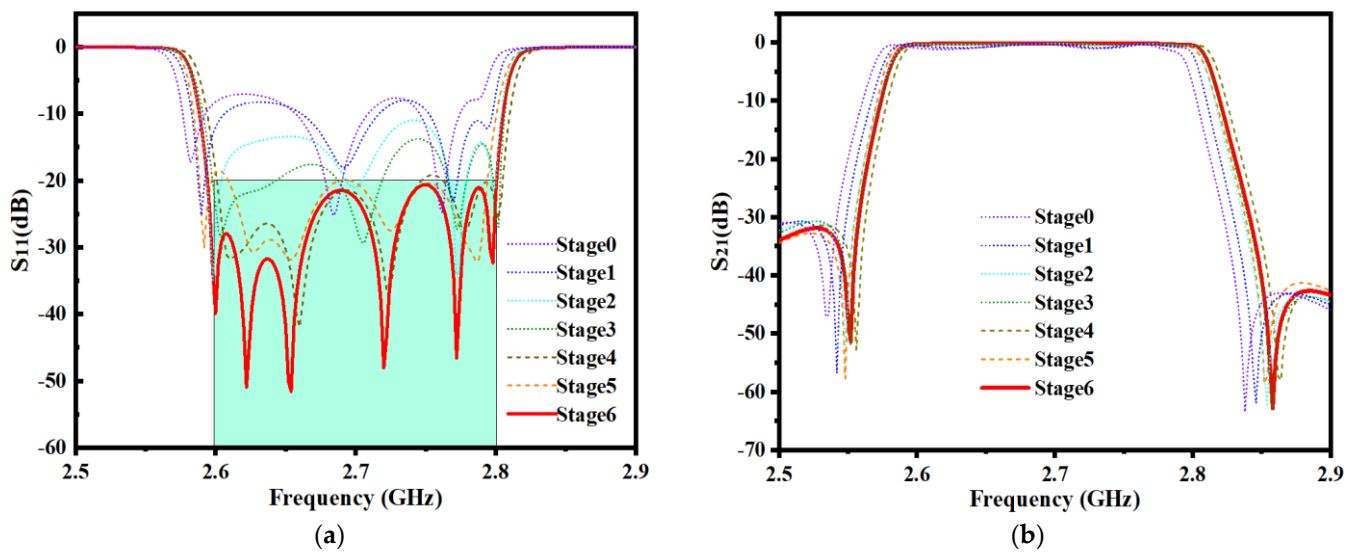 0
-10
-20
-30
-40
-50
-60
S11(dB)
2.5 2.6 2.7 2.8 2.9
Frequency (GHz)
Stage0
Stage1
Stage2
Stage3
Stage4
Stage5
Stage6
(a)
0
-10
-20
-30
-40
-50
-60
-70
S21(dB)
2.5 2.6 2.7 2.8 2.9
Frequency (GHz)
Stage0
Stage1
Stage2
Stage3
Stage4
Stage5
Stage6
(b)